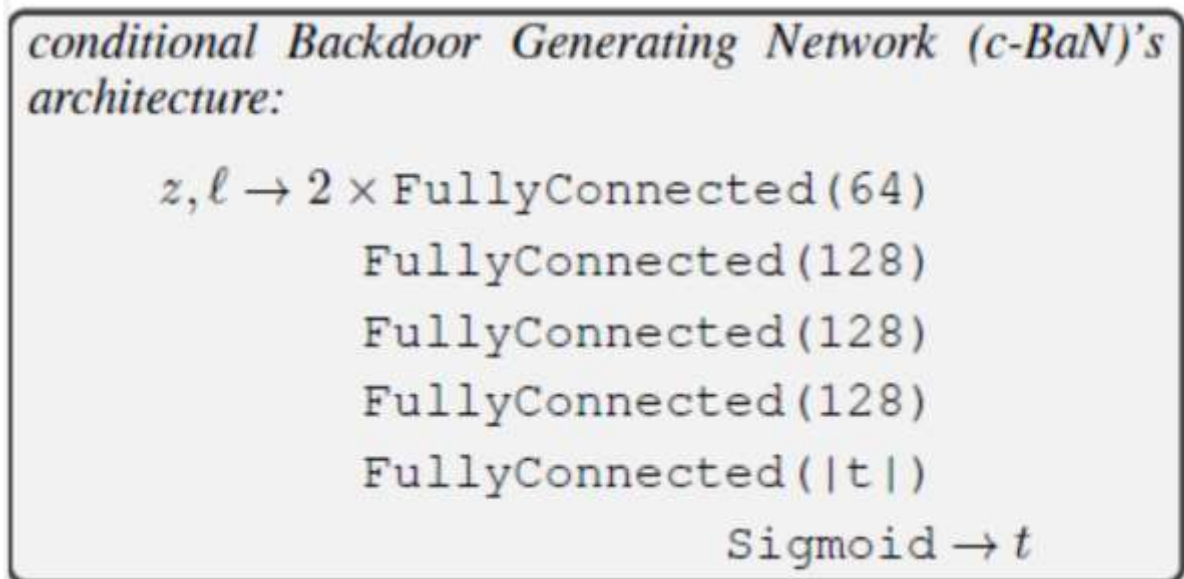 conditional Backdoor Generating Network (c-BaN)'s
architecture:
z, ℓ → 2 × FullyConnected(64)
FullyConnected(128)
FullyConnected(128)
FullyConnected(128)
FullyConnected(|t|)
Sigmoid → t